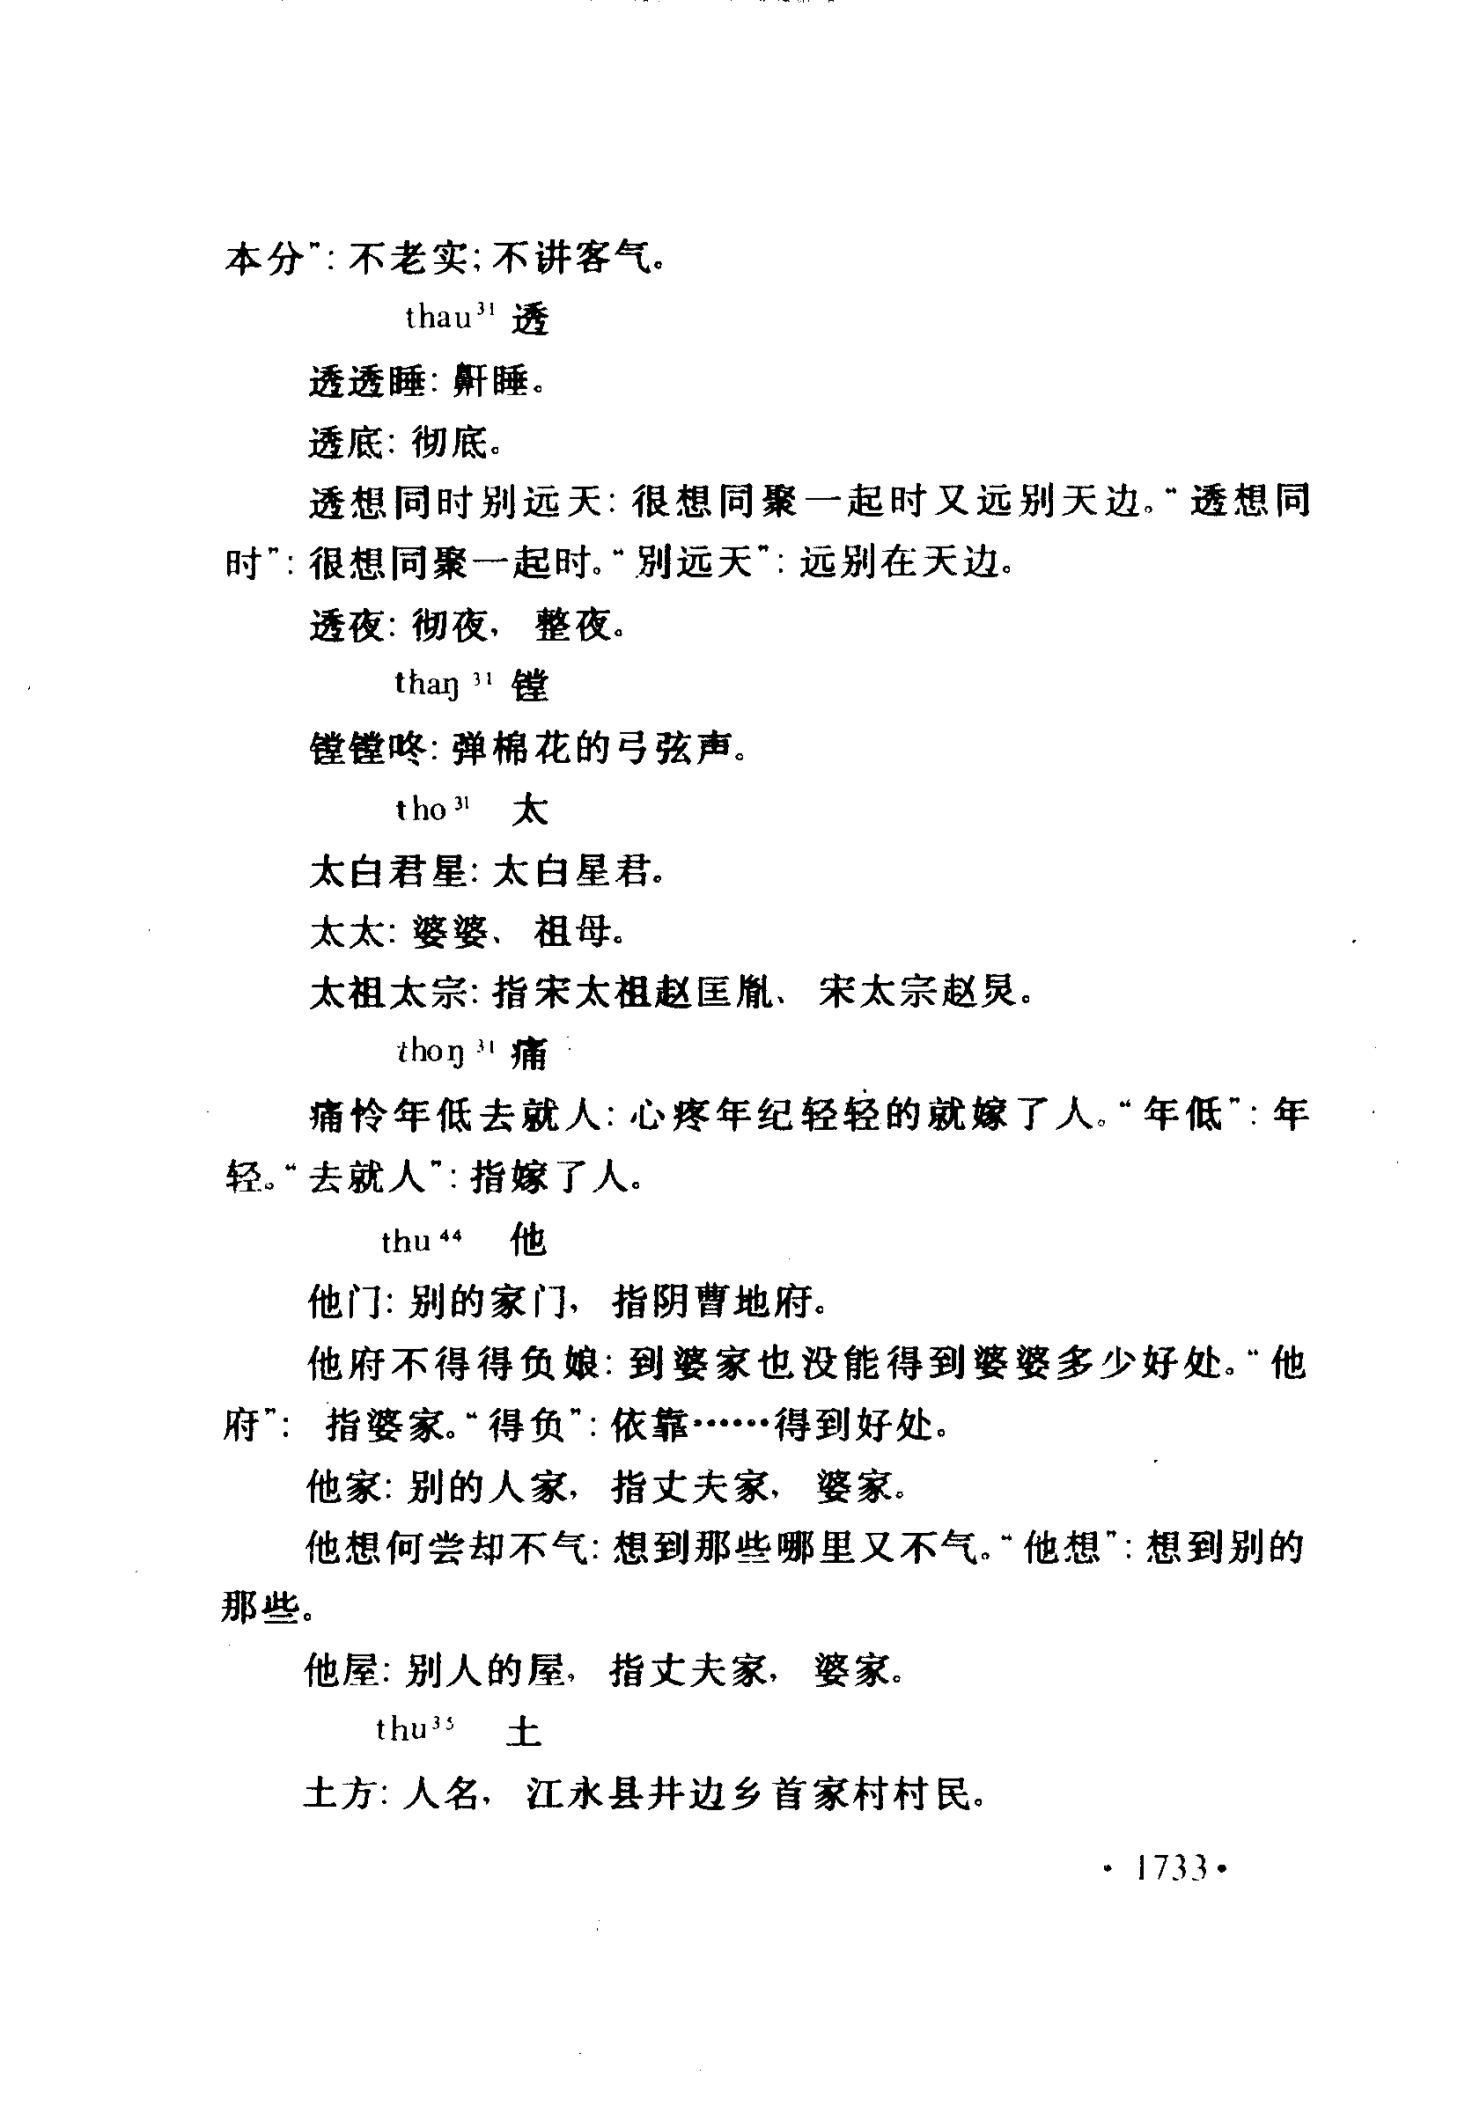 本分”：不老实；不讲客气。
thau³¹ 透
透透睡：鼾睡。
透底：彻底。
透想同时别远天：很想同聚一起时又远别天边。“透想同
时”：很想同聚一起时。“别远天”：远别在天边。
透夜：彻夜，整夜。
thaŋ³¹ 镗
镗镗咚：弹棉花的弓弦声。
tho³¹ 太
太白君星：太白星君。
太太：婆婆、祖母。
太祖太宗：指宋太祖赵匡胤、宋太宗赵炅。
thoŋ³¹ 痛
痛怜年低去就人：心疼年纪轻轻的就嫁了人。“年低”：年
轻。“去就人”：指嫁了人。
thu⁴⁴ 他
他门：别的家门，指阴曹地府。
他府不得得负娘：到婆家也没能得到婆婆多少好处。“他
府”：指婆家。“得负”：依靠……得到好处。
他家：别的人家，指丈夫家，婆家。
他想何尝却不气：想到那些哪里又不气。“他想”：想到别的
那些。
他屋：别人的屋，指丈夫家，婆家。
thu³⁵ 土
土方：人名，江永县井边乡首家村村民。
· 1733 ·